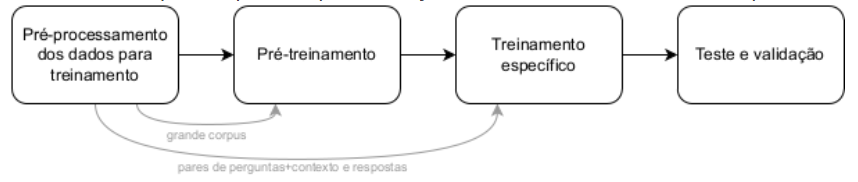 Pré-processamento
dos dados para
treinamento
Pré-treinamento
Treinamento
específico
Teste e validação
grande corpus
pares de perguntas+contexto e respostas